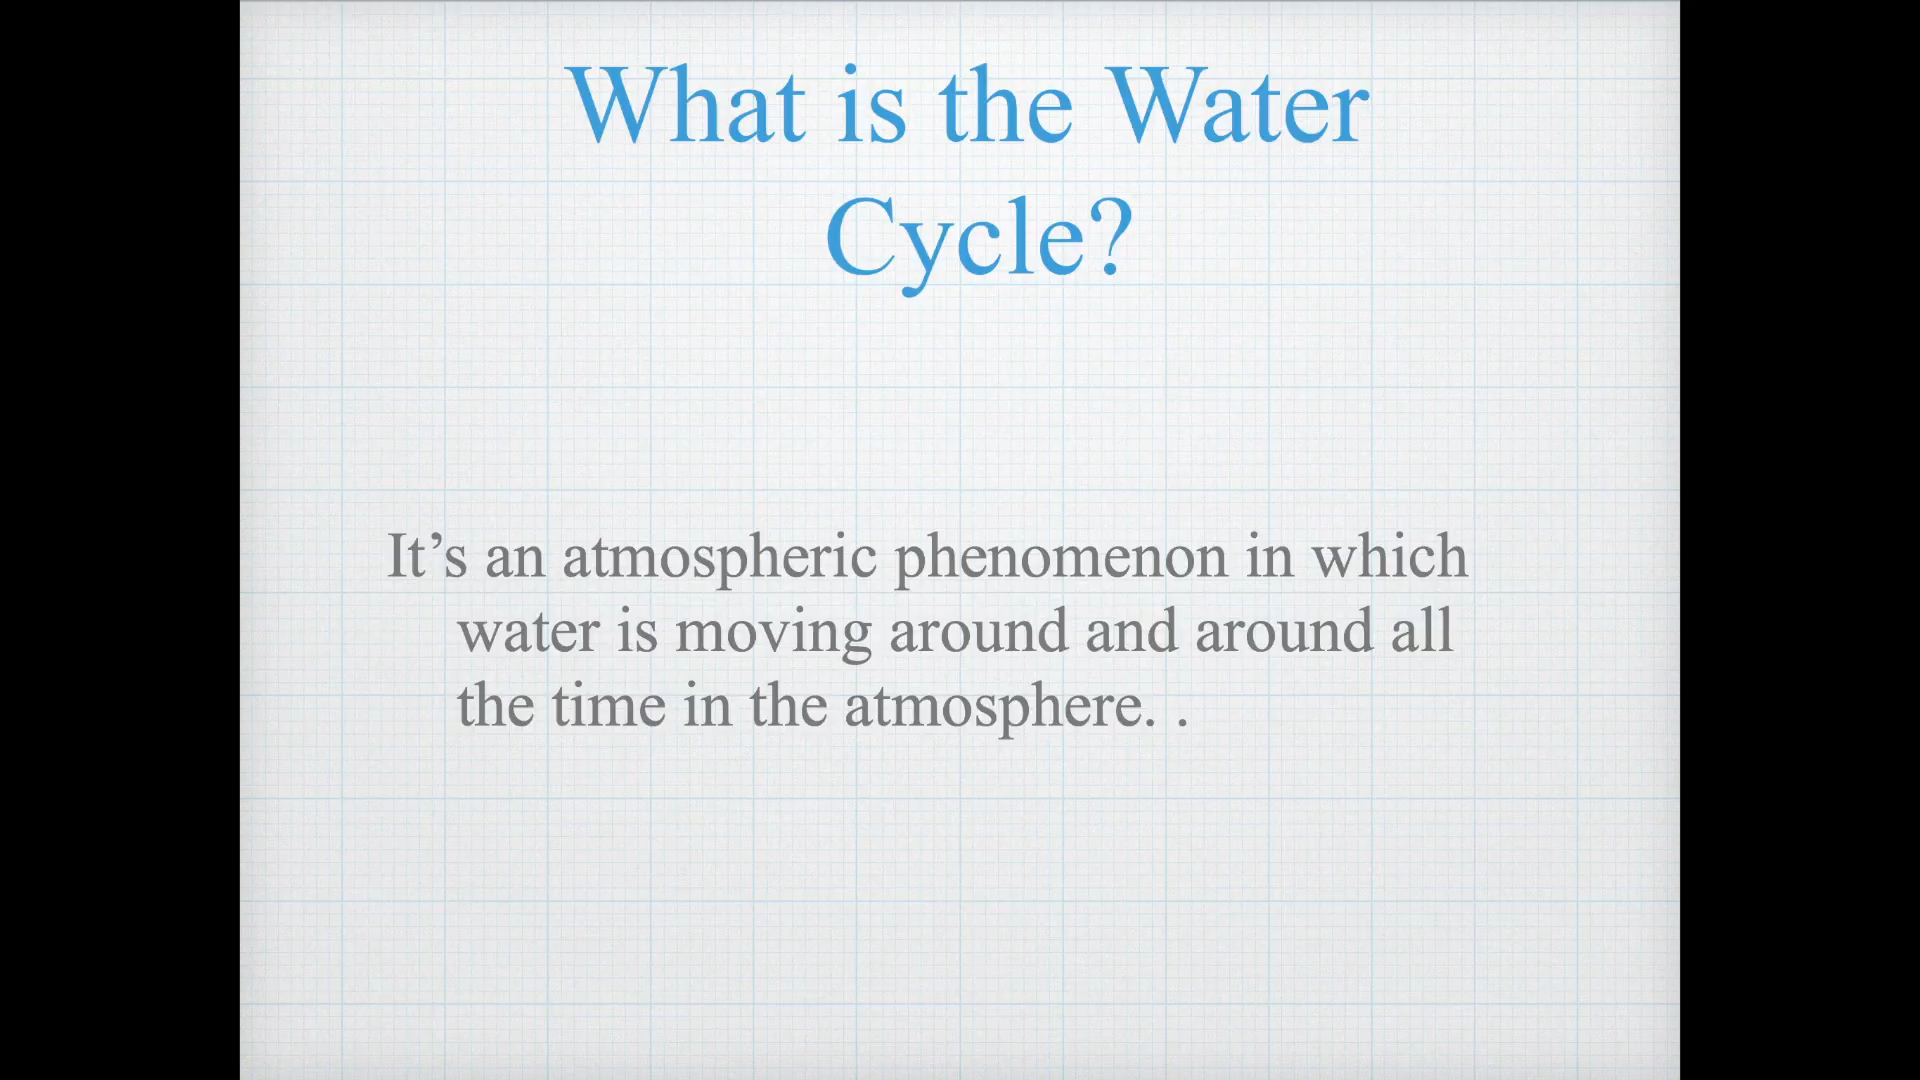 What is the Water
Cycle?
It’s an atmospheric phenomenon in which
water is moving around and around all
the time in the atmosphere. .